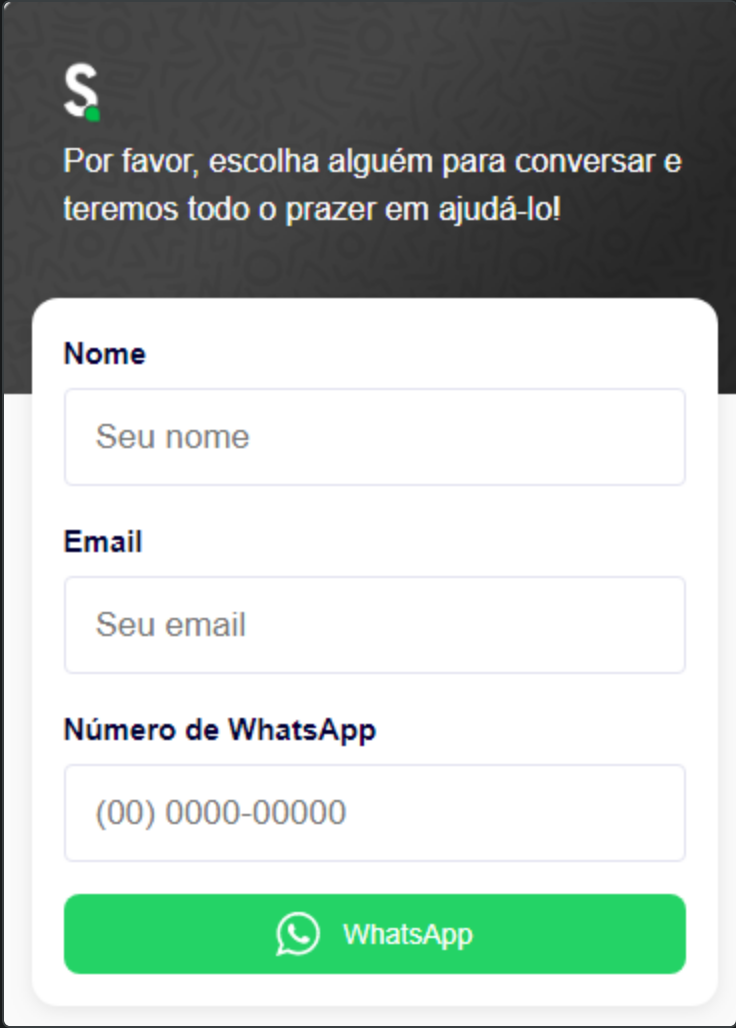 S
Por favor, escolha alguém para conversar e
teremos todo o prazer em ajudá-lo!
Nome
Seu nome
Email
Seu email
Número de WhatsApp
(00) 0000-00000
WhatsApp